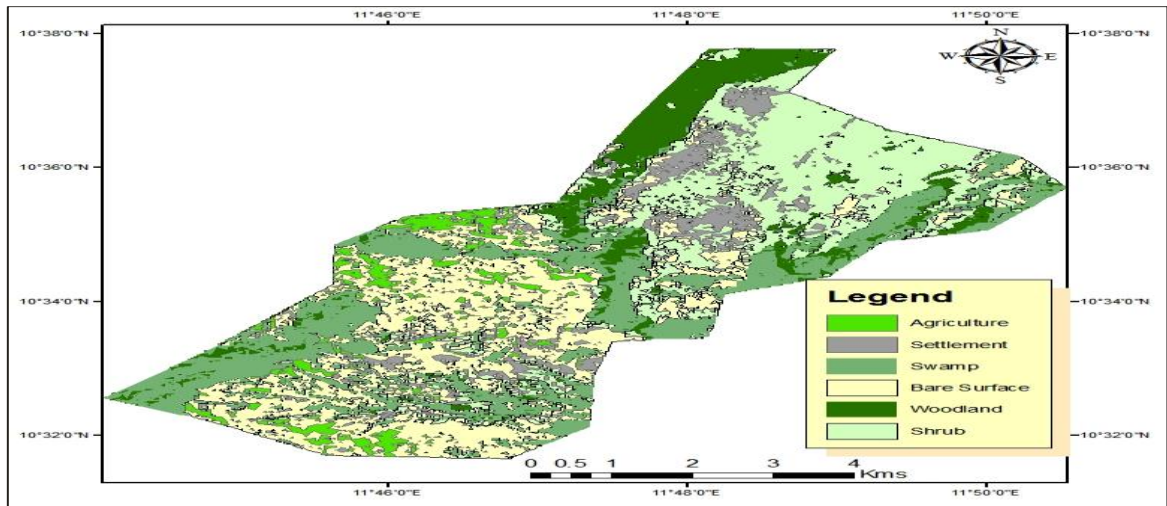 11°46'0"E 11°48'0"E 11°50'0"E
10°38'0"N 10°38'0"N
N
W E
S
10°36'0"N 10°36'0"N
10°34'0"N 10°34'0"N
Legend
Agriculture
Settlement
Swamp
Bare Surface
Woodland
Shrub
10°32'0"N 10°32'0"N
0 0.5 1 2 3 4
Kms
11°46'0"E 11°48'0"E 11°50'0"E